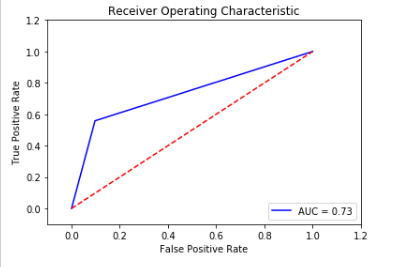 Receiver Operating Characteristic
1.2
1.0
0.8
0.6
0.4
0.2
0.0
True Positive Rate
AUC = 0.73
0.0 0.2 0.4 0.6 0.8 1.0 1.2
False Positive Rate